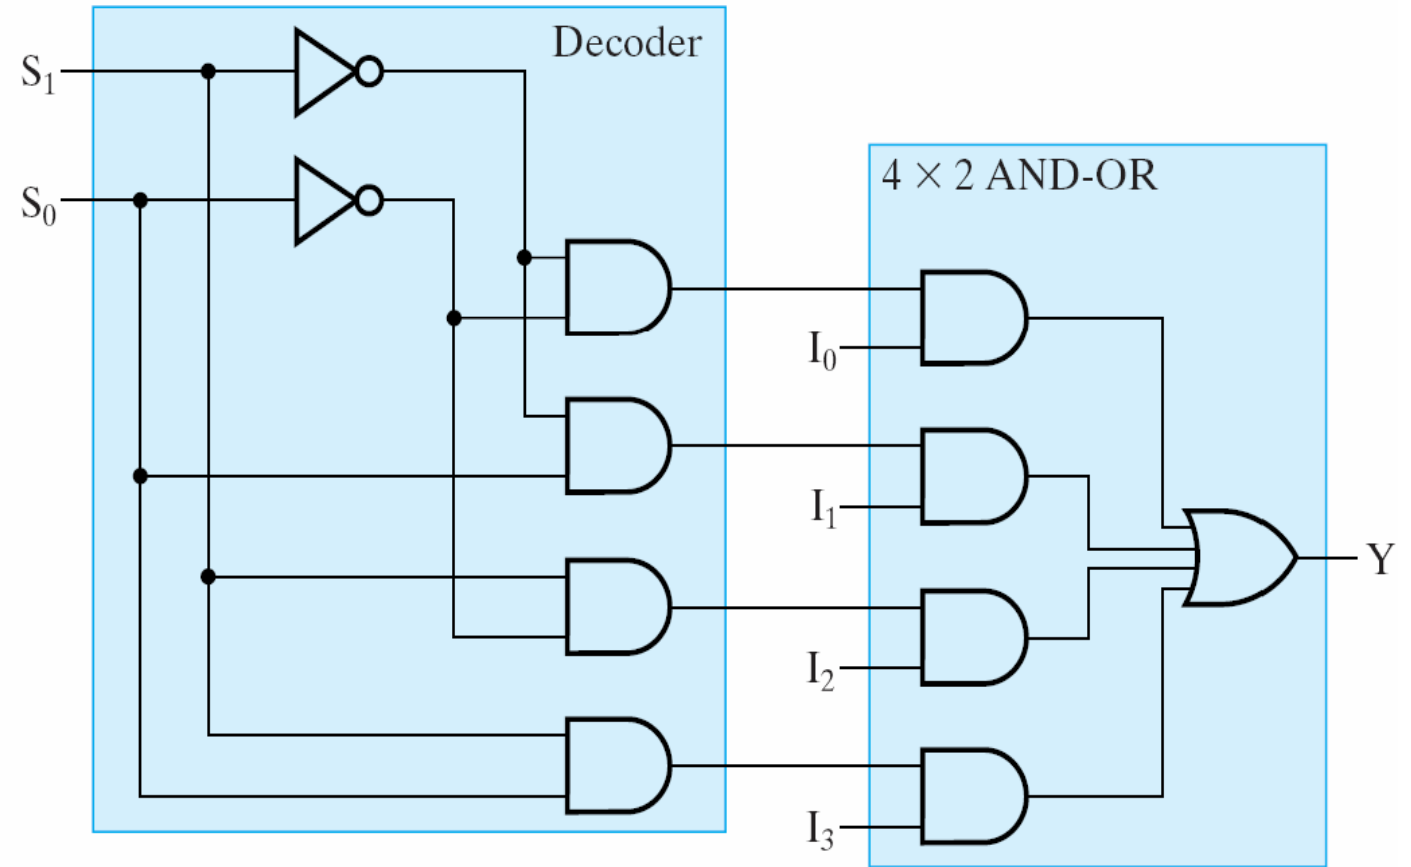 Decoder
S₁
S₀
4 × 2 AND-OR
I₀
I₁
Y
I₂
I₃